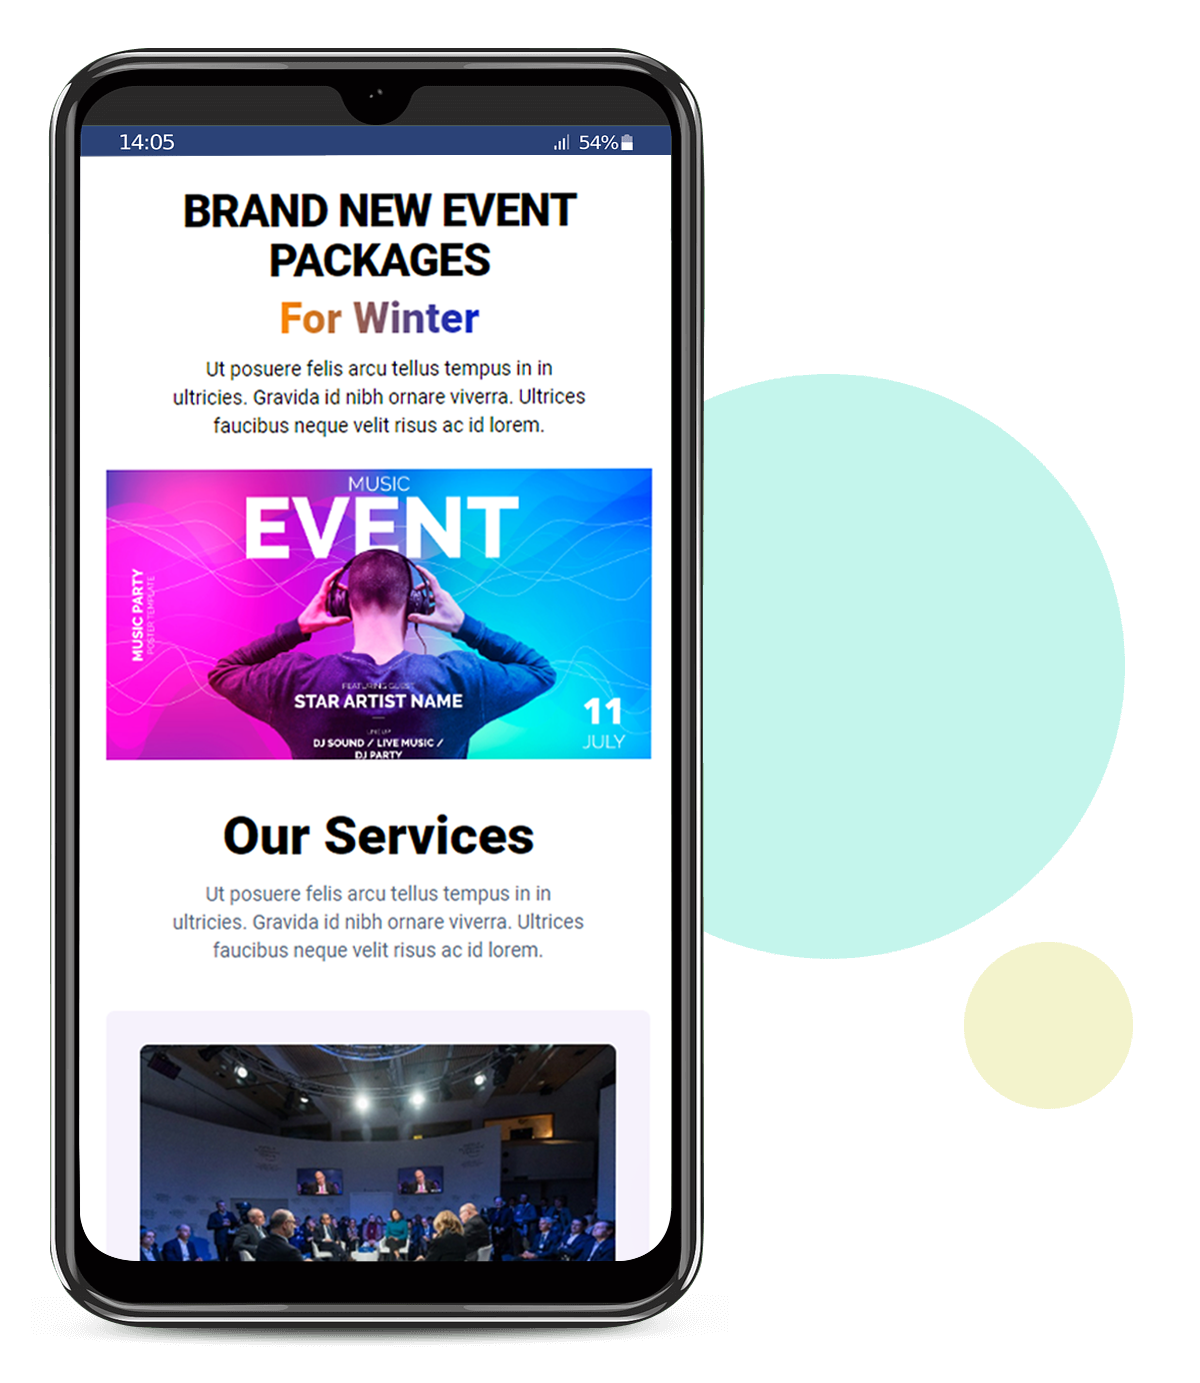 14:05
54%
BRAND NEW EVENT
PACKAGES
For Winter
Ut posuere felis arcu tellus tempus in in
ultricies. Gravida id nibh ornare viverra. Ultrices
faucibus neque velit risus ac id lorem.
MUSIC
EVENT
MUSIC PARTY
POSTER TEMPLATE
FEATURING GUEST
STAR ARTIST NAME
LINE UP
DJ SOUND / LIVE MUSIC /
DJ PARTY
11
JULY
Our Services
Ut posuere felis arcu tellus tempus in in
ultricies. Gravida id nibh ornare viverra. Ultrices
faucibus neque velit risus ac id lorem.